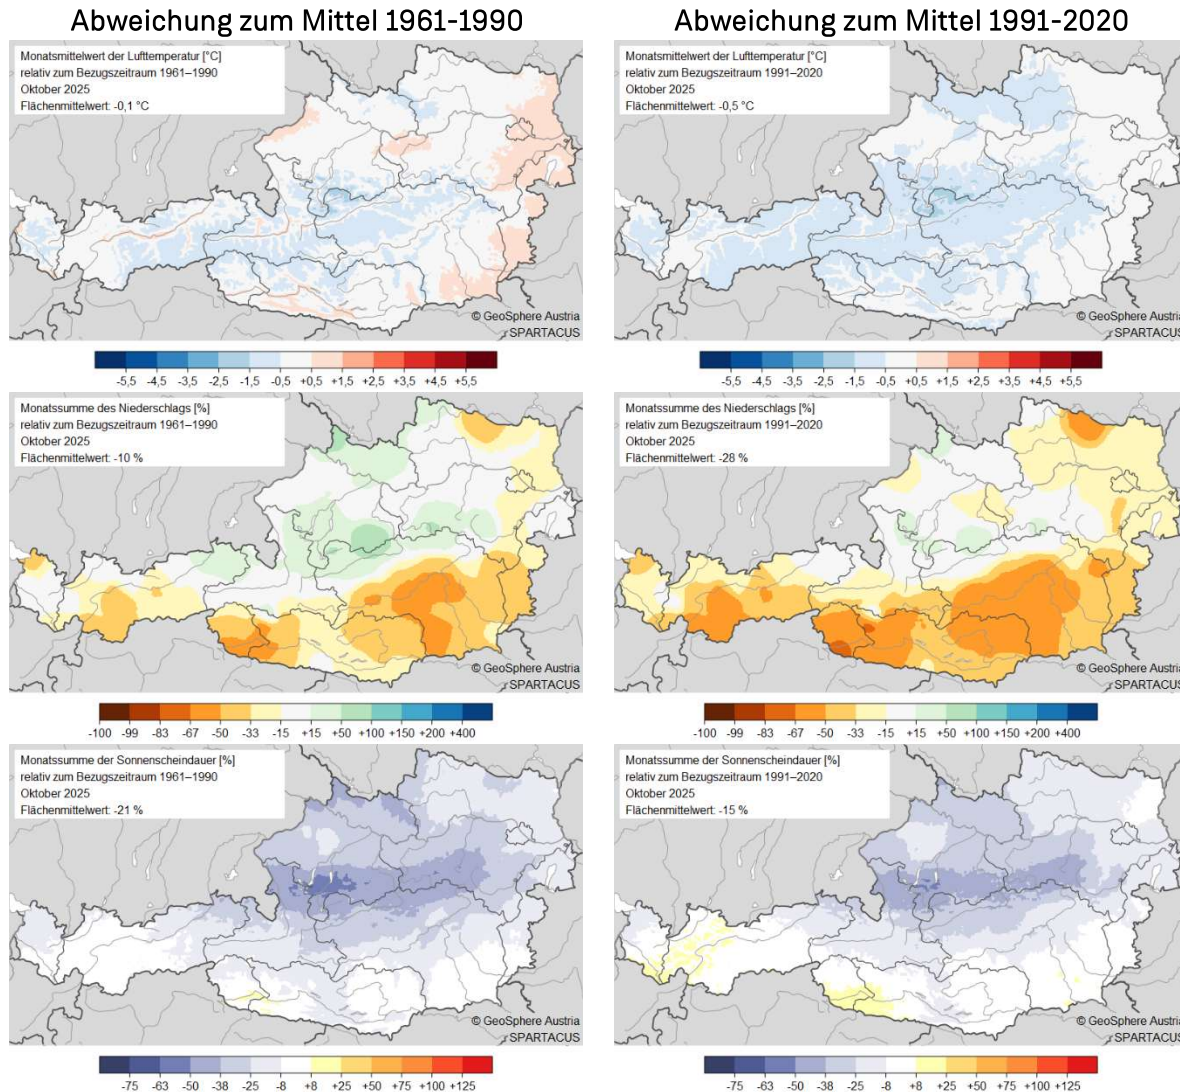 Abweichung zum Mittel 1961-1990
Abweichung zum Mittel 1991-2020
Monatsmittelwert der Lufttemperatur [°C]
relativ zum Bezugszeitraum 1961–1990
Oktober 2025
Flächenmittelwert: -0,1 °C
© GeoSphere Austria
SPARTACUS
-5,5 -4,5 -3,5 -2,5 -1,5 -0,5 +0,5 +1,5 +2,5 +3,5 +4,5 +5,5
Monatsmittelwert der Lufttemperatur [°C]
relativ zum Bezugszeitraum 1991–2020
Oktober 2025
Flächenmittelwert: -0,5 °C
© GeoSphere Austria
SPARTACUS
-5,5 -4,5 -3,5 -2,5 -1,5 -0,5 +0,5 +1,5 +2,5 +3,5 +4,5 +5,5
Monatssumme des Niederschlags [%]
relativ zum Bezugszeitraum 1961–1990
Oktober 2025
Flächenmittelwert: -10 %
© GeoSphere Austria
SPARTACUS
-100 -99 -83 -67 -50 -33 -15 +15 +50 +100 +150 +200 +400
Monatssumme des Niederschlags [%]
relativ zum Bezugszeitraum 1991–2020
Oktober 2025
Flächenmittelwert: -28 %
© GeoSphere Austria
SPARTACUS
-100 -99 -83 -67 -50 -33 -15 +15 +50 +100 +150 +200 +400
Monatssumme der Sonnenscheindauer [%]
relativ zum Bezugszeitraum 1961–1990
Oktober 2025
Flächenmittelwert: -21 %
© GeoSphere Austria
SPARTACUS
-75 -63 -50 -38 -25 -8 +8 +25 +50 +75 +100 +125
Monatssumme der Sonnenscheindauer [%]
relativ zum Bezugszeitraum 1991–2020
Oktober 2025
Flächenmittelwert: -15 %
© GeoSphere Austria
SPARTACUS
-75 -63 -50 -38 -25 -8 +8 +25 +50 +75 +100 +125